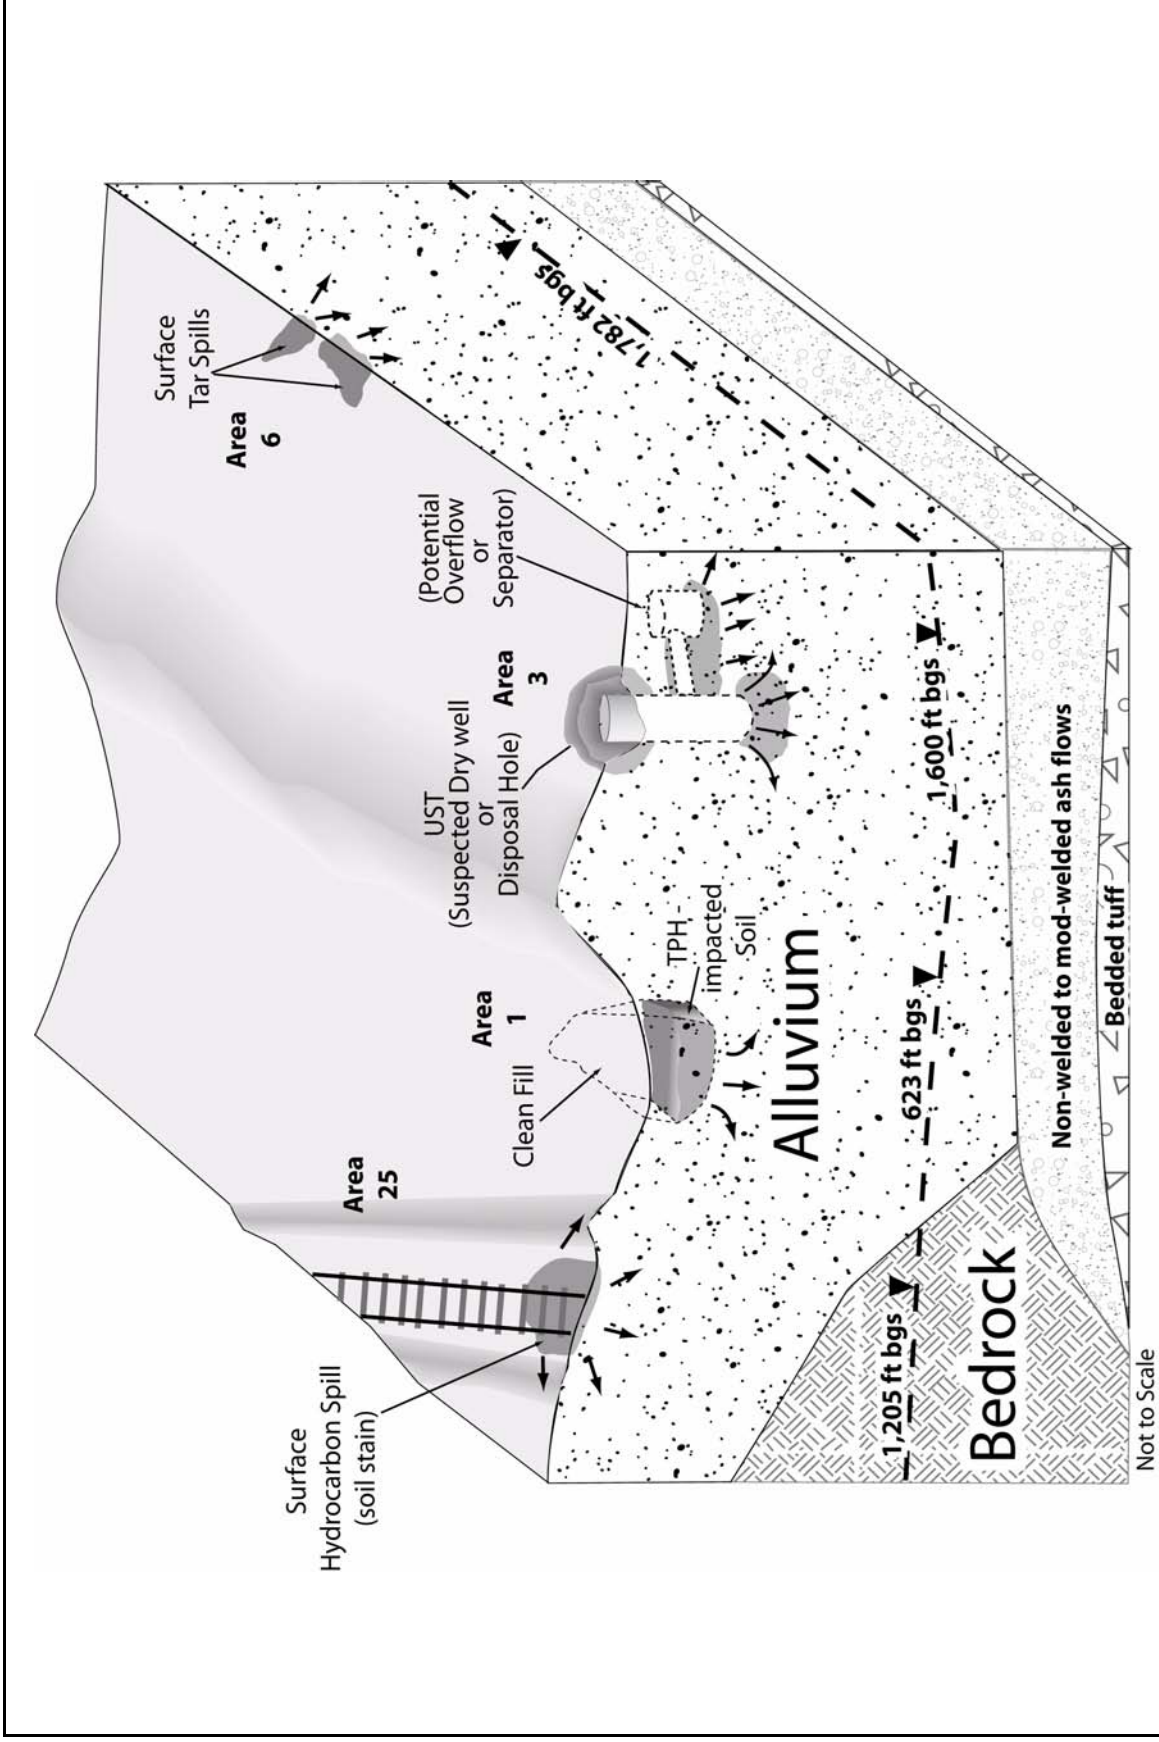 Surface
Hydrocarbon Spill
(soil stain)
Area
25
Clean Fill
Area
1
TPH -
impacted
Soil
UST
(Suspected Dry well
or
Disposal Hole)
Area
3
(Potential
Overflow
or
Separator)
Area
6
Surface
Tar Spills
1,205 ft bgs
623 ft bgs
1,600 ft bgs
1,782 ft bgs
Alluvium
Bedrock
Non-welded to mod-welded ash flows
Bedded tuff
Not to Scale